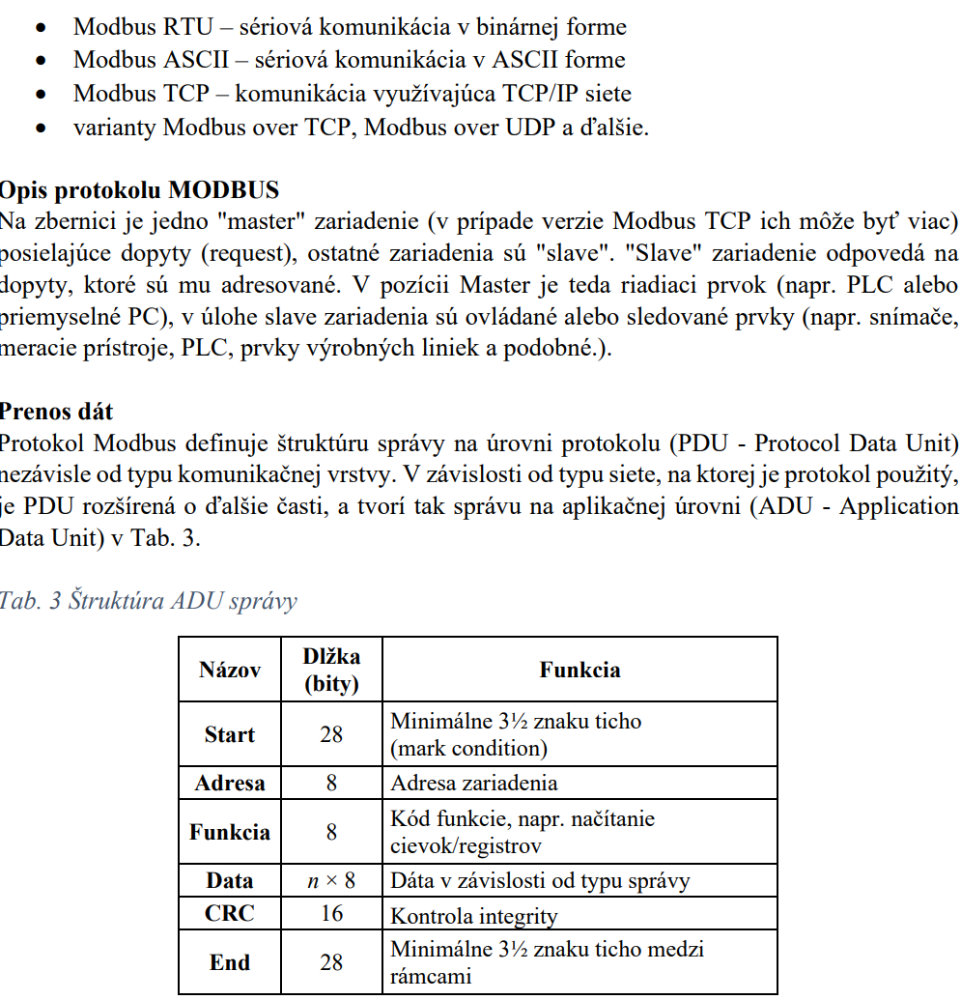 • Modbus RTU – sériová komunikácia v binárnej forme
• Modbus ASCII – sériová komunikácia v ASCII forme
• Modbus TCP – komunikácia využívajúca TCP/IP siete
• varianty Modbus over TCP, Modbus over UDP a ďalšie.
Opis protokolu MODBUS
Na zbernici je jedno "master" zariadenie (v prípade verzie Modbus TCP ich môže byť viac)
posielajúce dopyty (request), ostatné zariadenia sú "slave". "Slave" zariadenie odpovedá na
dopyty, ktoré sú mu adresované. V pozícii Master je teda riadiaci prvok (napr. PLC alebo
priemyselné PC), v úlohe slave zariadenia sú ovládané alebo sledované prvky (napr. snímače,
meracie prístroje, PLC, prvky výrobných liniek a podobné.).
Prenos dát
Protokol Modbus definuje štruktúru správy na úrovni protokolu (PDU - Protocol Data Unit)
nezávisle od typu komunikačnej vrstvy. V závislosti od typu siete, na ktorej je protokol použitý,
je PDU rozšírená o ďalšie časti, a tvorí tak správu na aplikačnej úrovni (ADU - Application
Data Unit) v Tab. 3.
Tab. 3 Štruktúra ADU správy
Názov Dĺžka (bity) Funkcia
Start 28 Minimálne 3½ znaku ticho
(mark condition)
Adresa 8 Adresa zariadenia
Funkcia 8 Kód funkcie, napr. načítanie
cievok/registrov
Data n × 8 Dáta v závislosti od typu správy
CRC 16 Kontrola integrity
End 28 Minimálne 3½ znaku ticho medzi
rámcami